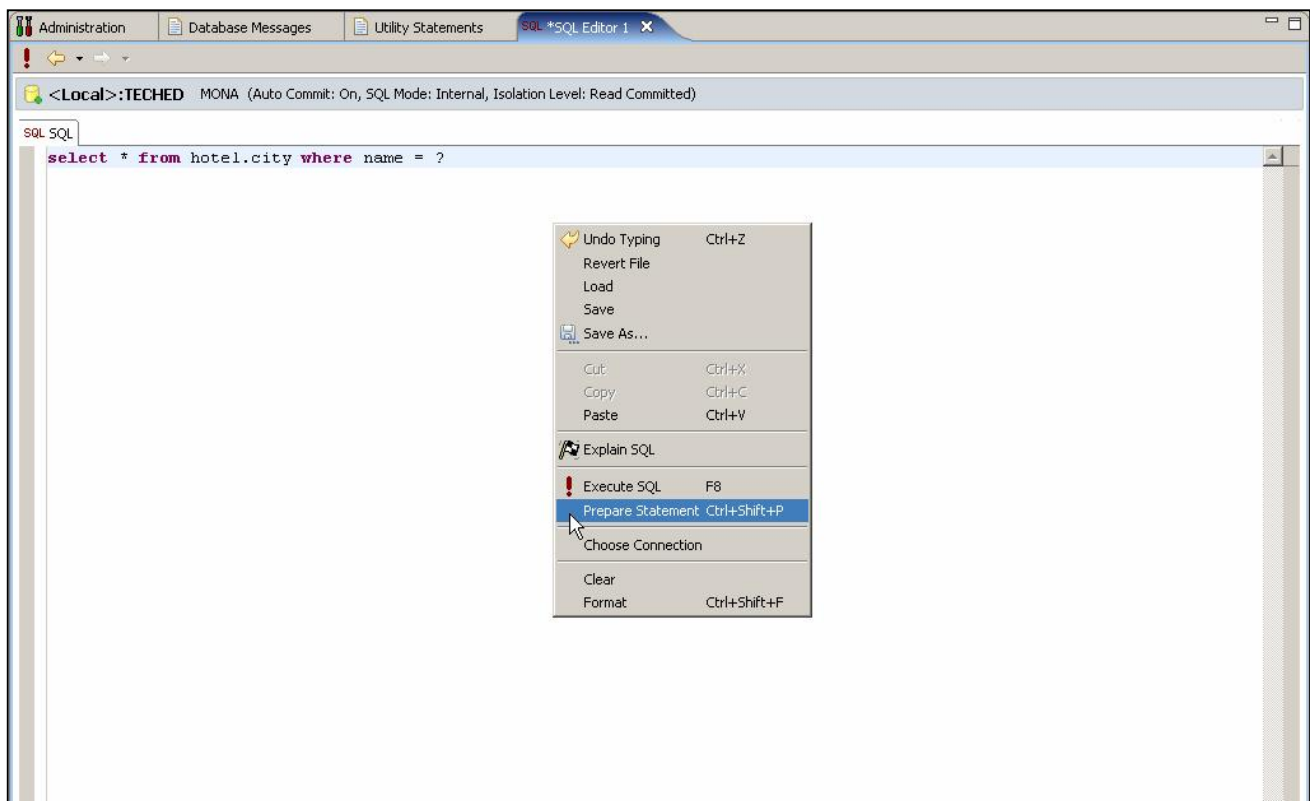 Administration Database Messages Utility Statements SQL *SQL Editor 1
<Local>:TECHED MONA (Auto Commit: On, SQL Mode: Internal, Isolation Level: Read Committed)
SQL SQL
select * from hotel.city where name = ?
Undo Typing Ctrl+Z
Revert File
Load
Save
Save As...
Cut Ctrl+X
Copy Ctrl+C
Paste Ctrl+V
Explain SQL
Execute SQL F8
Prepare Statement Ctrl+Shift+P
Choose Connection
Clear
Format Ctrl+Shift+F